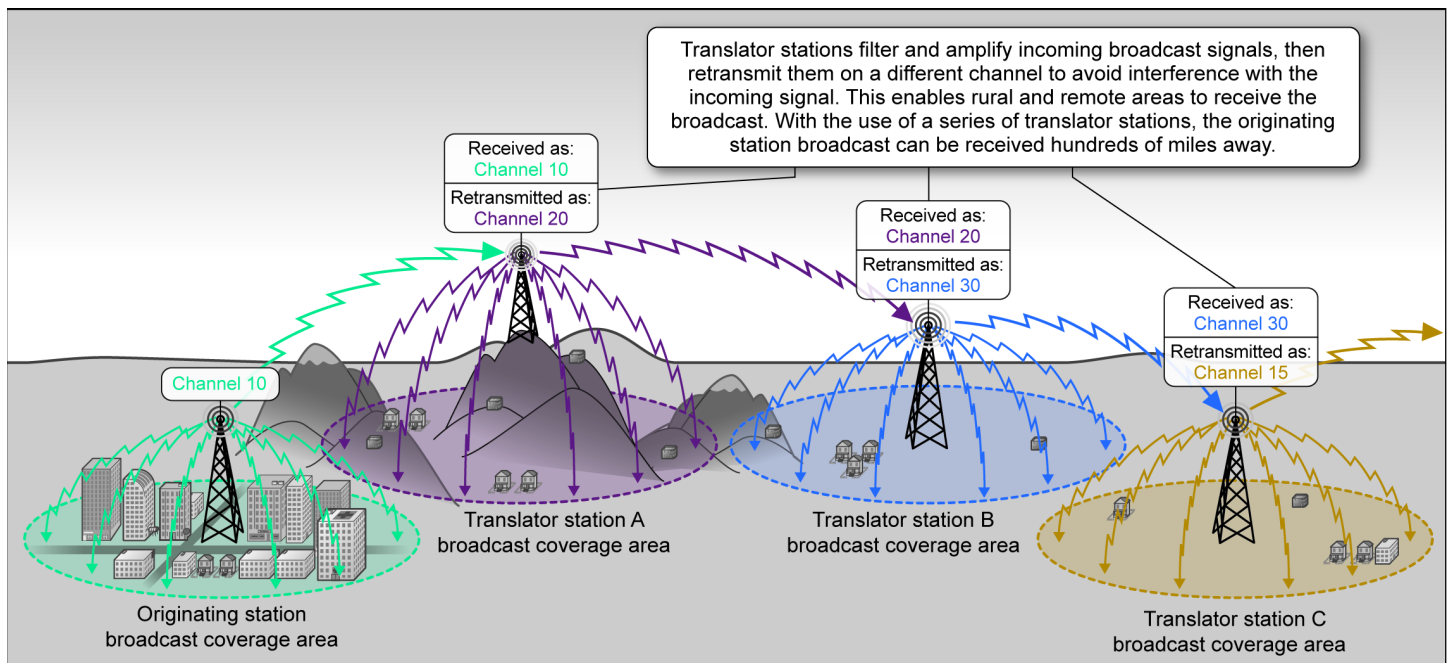 Translator stations filter and amplify incoming broadcast signals, then
retransmit them on a different channel to avoid interference with the
incoming signal. This enables rural and remote areas to receive the
broadcast. With the use of a series of translator stations, the originating
station broadcast can be received hundreds of miles away.
Received as:
Channel 10
Retransmitted as:
Channel 20
Received as:
Channel 20
Retransmitted as:
Channel 30
Received as:
Channel 30
Retransmitted as:
Channel 15
Channel 10
Translator station A
broadcast coverage area
Translator station B
broadcast coverage area
Originating station
broadcast coverage area
Translator station C
broadcast coverage area